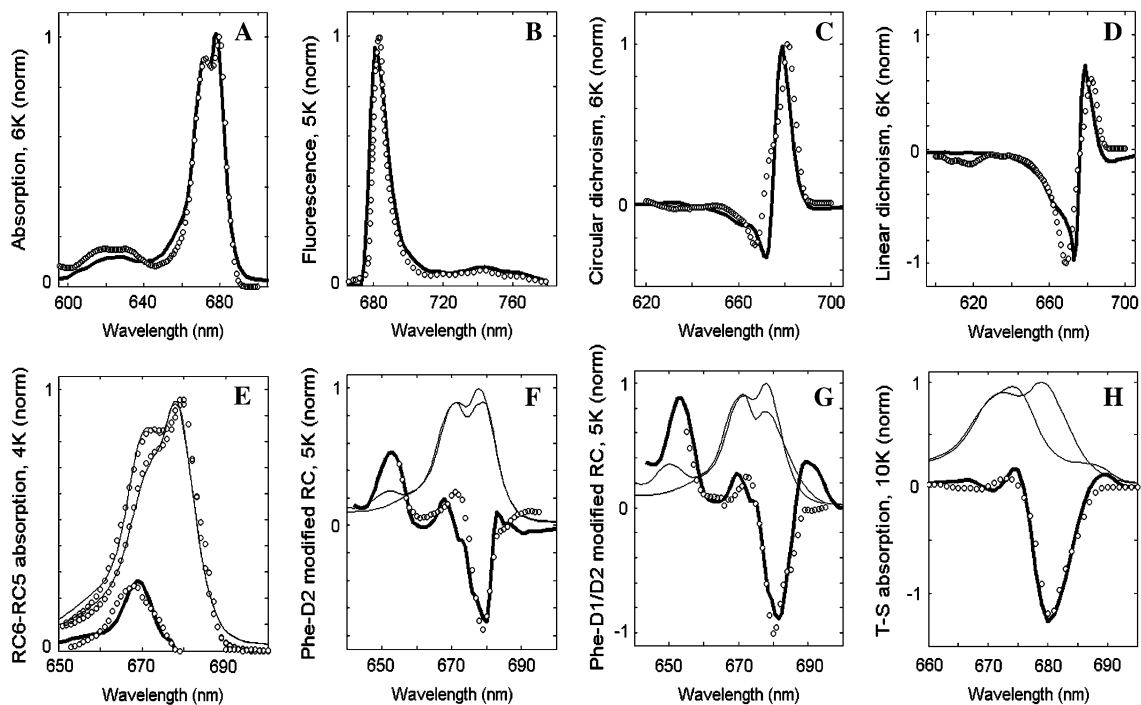 A
Absorption, 6K (norm)
1
0
600
640
680
Wavelength (nm)
B
Fluorescence, 5K (norm)
1
0
680
720
760
Wavelength (nm)
C
Circular dichroism, 6K (norm)
1
0
620
660
700
Wavelength (nm)
D
Linear dichroism, 6K (norm)
1
0
-1
620
660
700
Wavelength (nm)
E
RC6-RC5 absorption, 4K (norm)
1
0
650
670
690
Wavelength (nm)
F
Phe-D2 modified RC, 5K (norm)
1
0
650
670
690
Wavelength (nm)
G
Phe-D1/D2 modified RC, 5K (norm)
1
0
-1
650
670
690
Wavelength (nm)
H
T-S absorption, 10K (norm)
1
0
-1
660
670
680
690
Wavelength (nm)